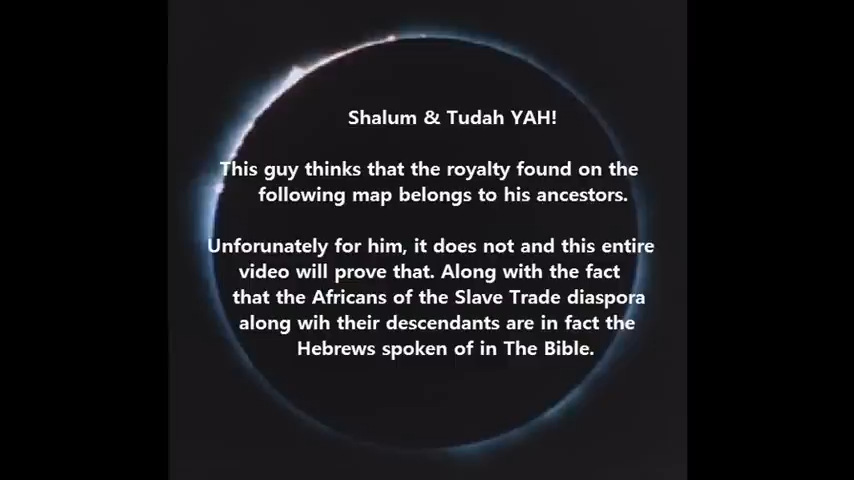 Shalum & Tudah YAH!
This guy thinks that the royalty found on the
following map belongs to his ancestors.
Unforunately for him, it does not and this entire
video will prove that. Along with the fact
that the Africans of the Slave Trade diaspora
along wih their descendants are in fact the
Hebrews spoken of in The Bible.